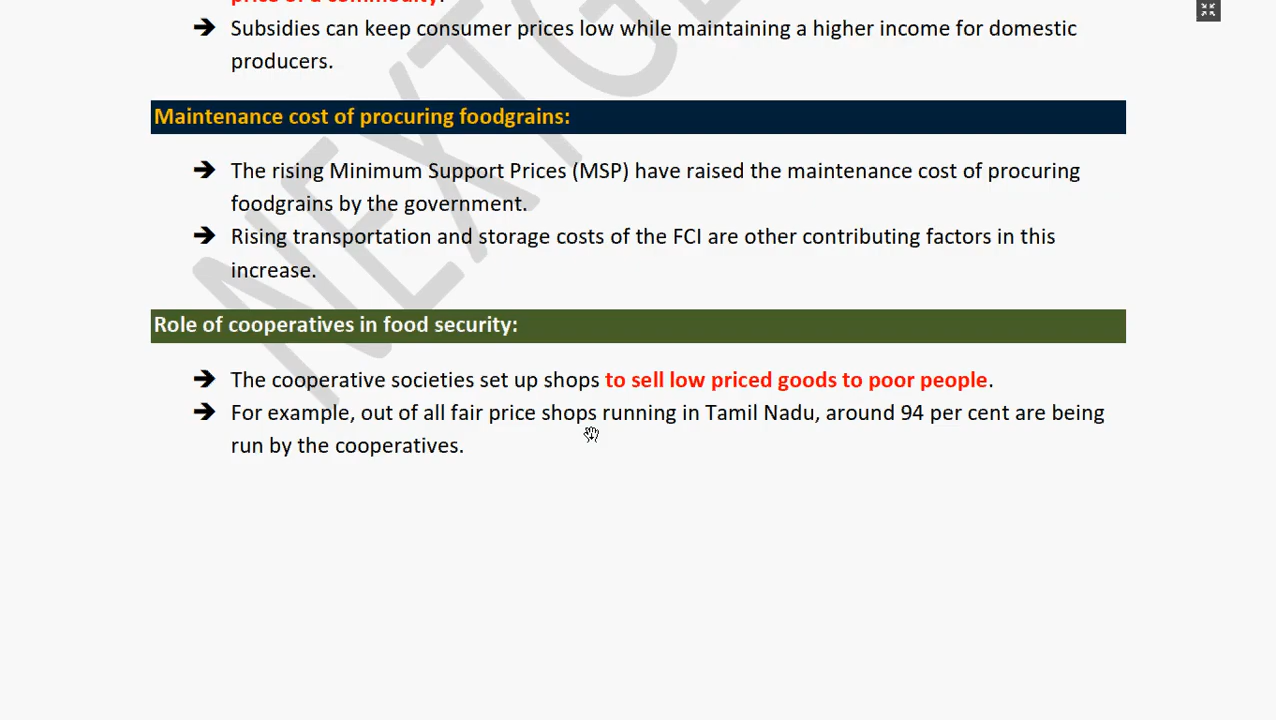 price of a commodity.
➔ Subsidies can keep consumer prices low while maintaining a higher income for domestic
producers.
Maintenance cost of procuring foodgrains:
➔ The rising Minimum Support Prices (MSP) have raised the maintenance cost of procuring
foodgrains by the government.
➔ Rising transportation and storage costs of the FCI are other contributing factors in this
increase.
Role of cooperatives in food security:
➔ The cooperative societies set up shops to sell low priced goods to poor people.
➔ For example, out of all fair price shops running in Tamil Nadu, around 94 per cent are being
run by the cooperatives.
NEXTGE